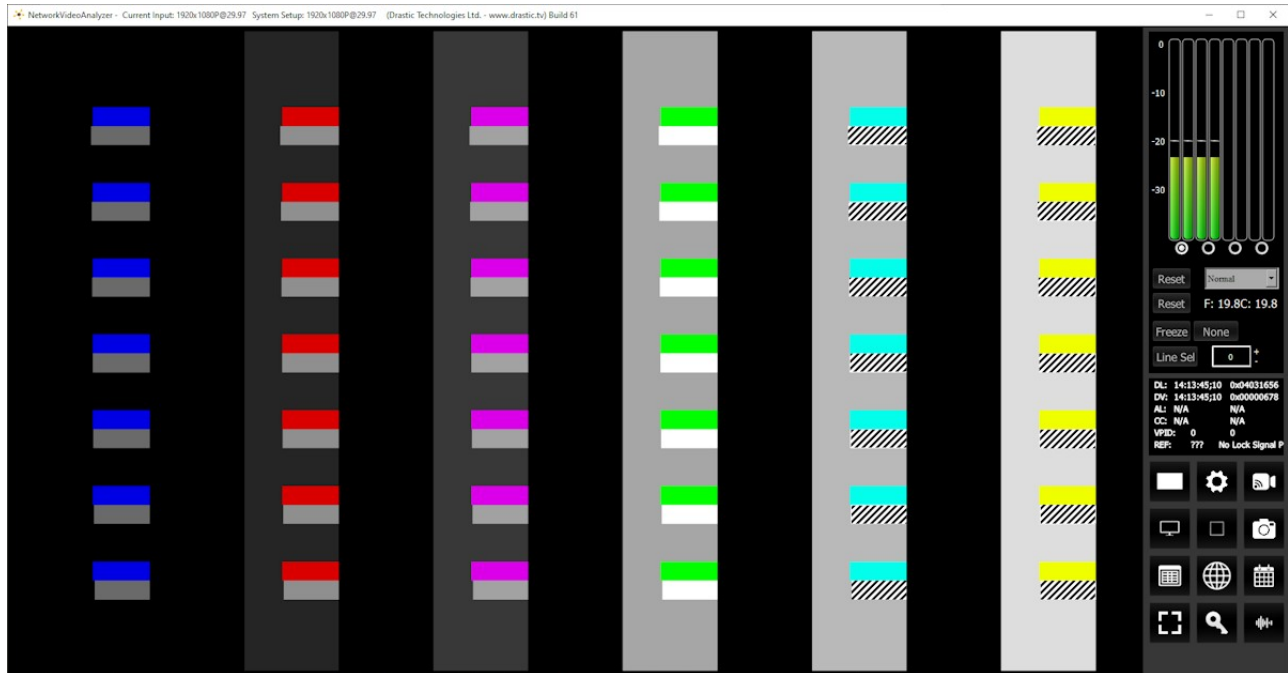 NetworkVideoAnalyzer - Current Input: 1920x1080P@29.97 System Setup: 1920x1080P@29.97 (Drastic Technologies Ltd. - www.drastic.tv) Build 61
0
-10
-20
-30
Reset Normal
Reset F: 19.8C: 19.8
Freeze None
Line Sel 0 + -
DL: 14:13:45;10 0x04031656
DV: 14:13:45;10 0x00000678
AL: N/A N/A
CC: N/A N/A
VPID: 0 0
REF: ??? No Lock Signal P